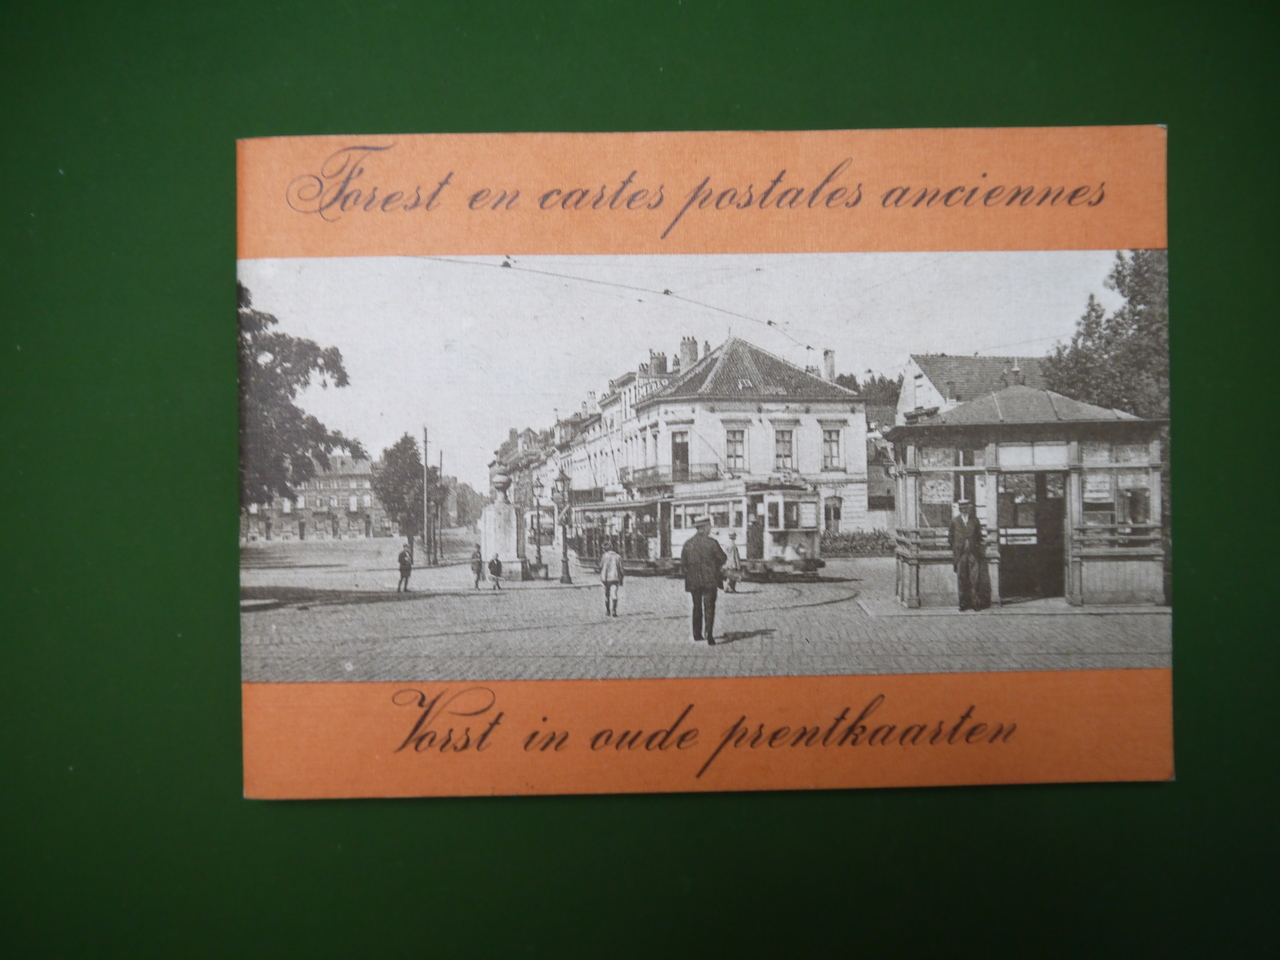 Forest en cartes postales anciennes
Vorst in oude prentkaarten